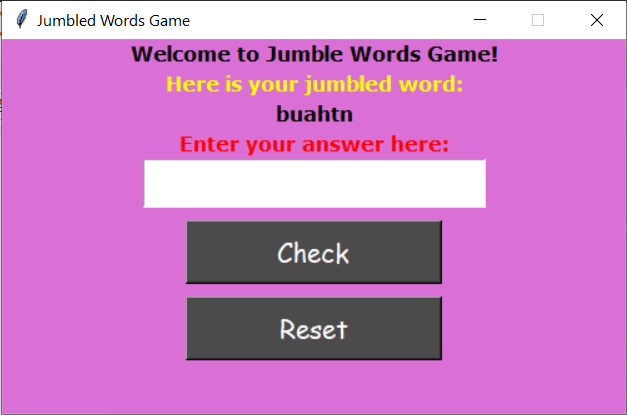 Jumbled Words Game
Welcome to Jumble Words Game!
Here is your jumbled word:
buahtn
Enter your answer here:
Check
Reset